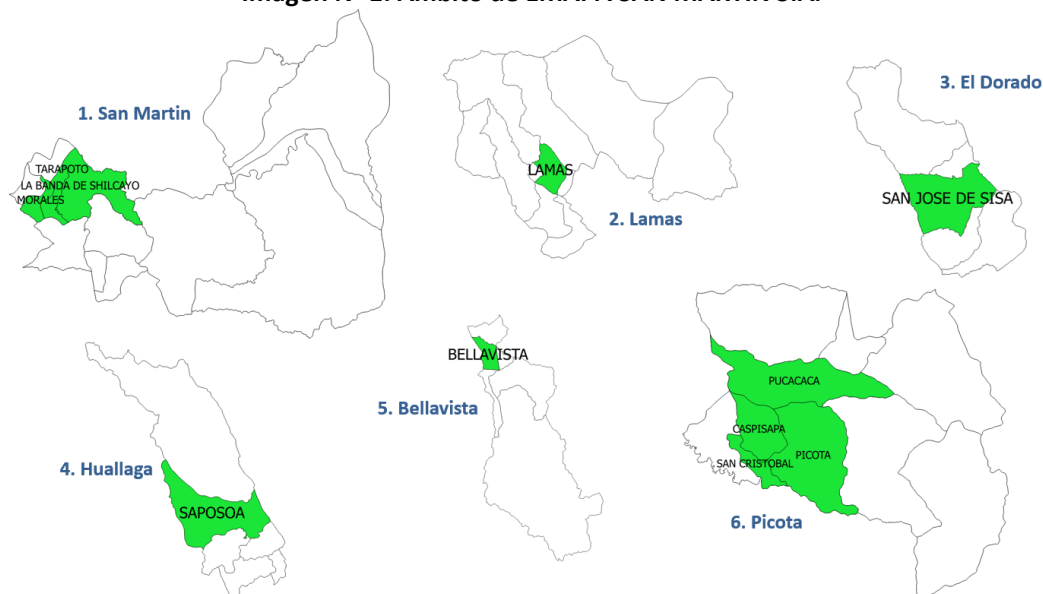 1. San Martin
TARAPOTO
LA BANDA DE SHILCAYO
MORALES
2. Lamas
LAMAS
3. El Dorado
SAN JOSE DE SISA
4. Huallaga
SAPOSOA
5. Bellavista
BELLAVISTA
6. Picota
PUCACACA
CASPISAPA
PICOTA
SAN CRISTOBAL